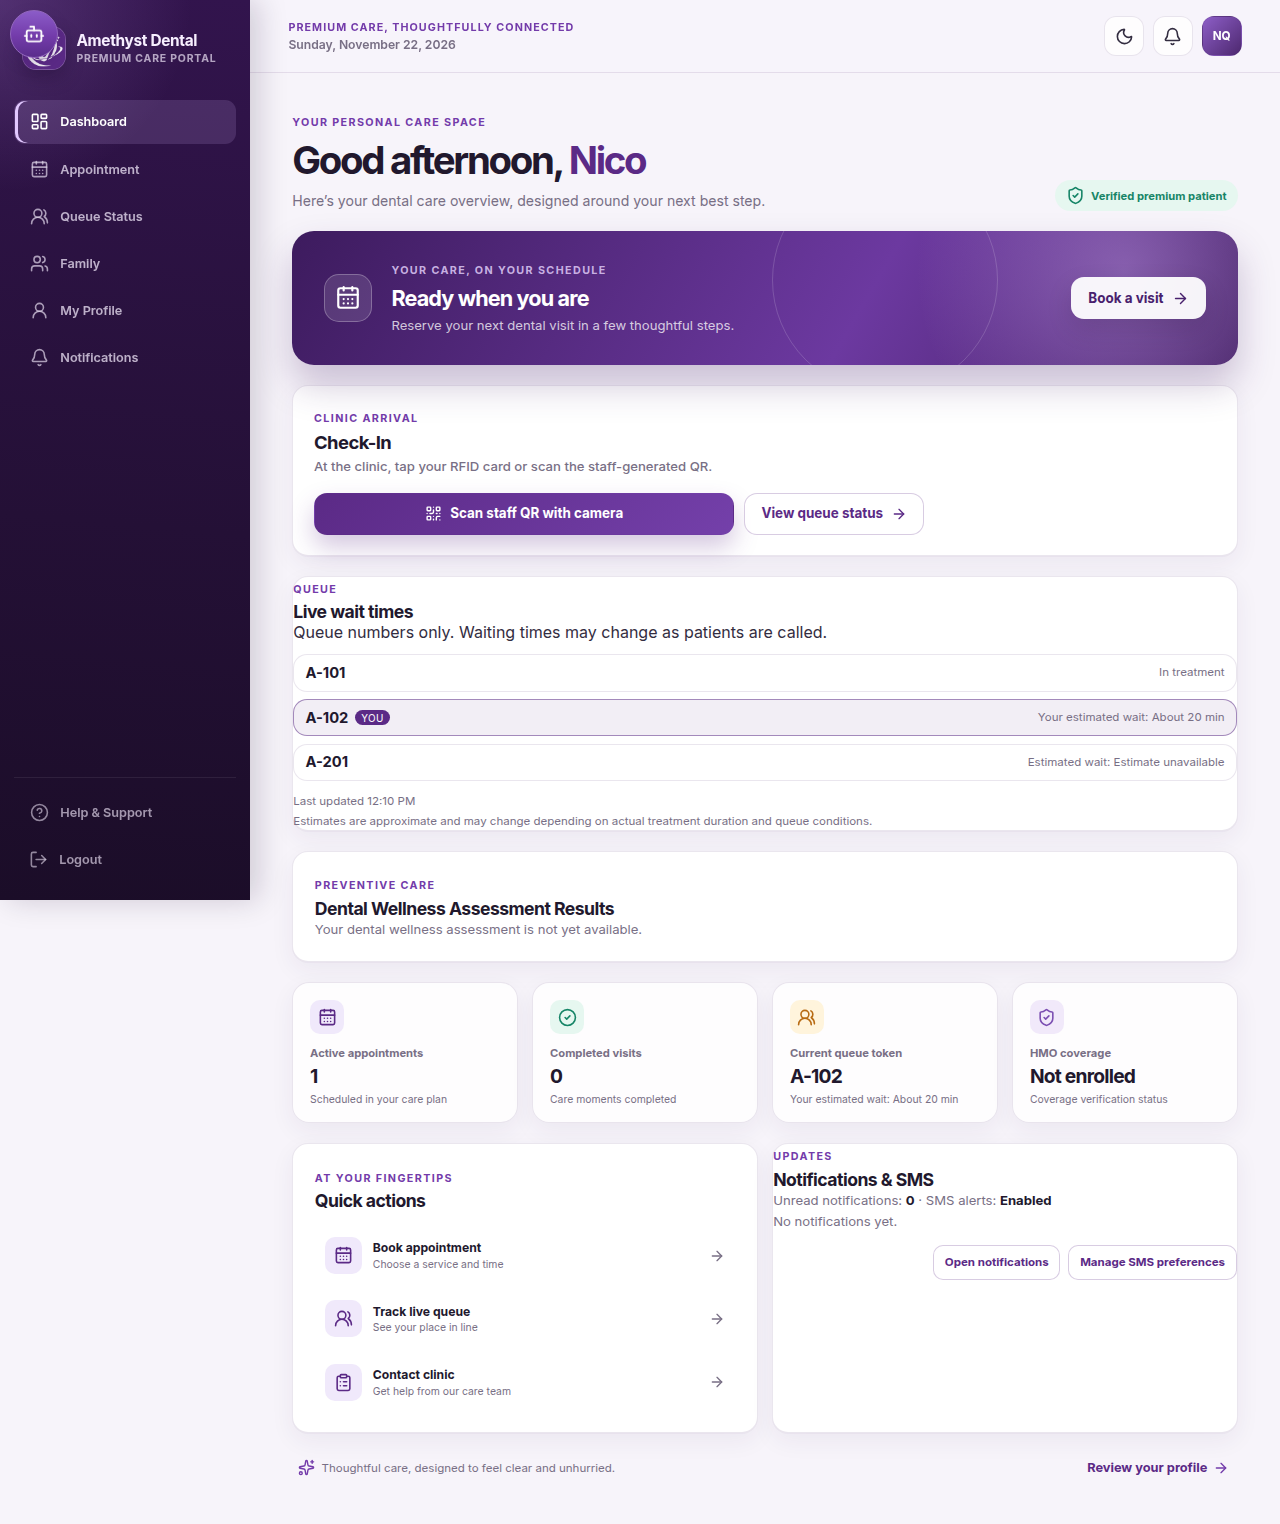 Amethyst Dental
PREMIUM CARE PORTAL
Dashboard
Appointment
Queue Status
Family
My Profile
Notifications
Help & Support
Logout
PREMIUM CARE, THOUGHTFULLY CONNECTED
Sunday, November 22, 2026
NQ
YOUR PERSONAL CARE SPACE
Good afternoon, Nico
Here's your dental care overview, designed around your next best step.
Verified premium patient
YOUR CARE, ON YOUR SCHEDULE
Ready when you are
Reserve your next dental visit in a few thoughtful steps.
Book a visit
CLINIC ARRIVAL
Check-In
At the clinic, tap your RFID card or scan the staff-generated QR.
Scan staff QR with camera
View queue status
QUEUE
Live wait times
Queue numbers only. Waiting times may change as patients are called.
A-101 In treatment
A-102 YOU Your estimated wait: About 20 min
A-201 Estimated wait: Estimate unavailable
Last updated 12:10 PM
Estimates are approximate and may change depending on actual treatment duration and queue conditions.
PREVENTIVE CARE
Dental Wellness Assessment Results
Your dental wellness assessment is not yet available.
Active appointments
1
Scheduled in your care plan
Completed visits
0
Care moments completed
Current queue token
A-102
Your estimated wait: About 20 min
HMO coverage
Not enrolled
Coverage verification status
AT YOUR FINGERTIPS
Quick actions
Book appointment
Choose a service and time
Track live queue
See your place in line
Contact clinic
Get help from our care team
UPDATES
Notifications & SMS
Unread notifications: 0 · SMS alerts: Enabled
No notifications yet.
Open notifications
Manage SMS preferences
Thoughtful care, designed to feel clear and unhurried.
Review your profile